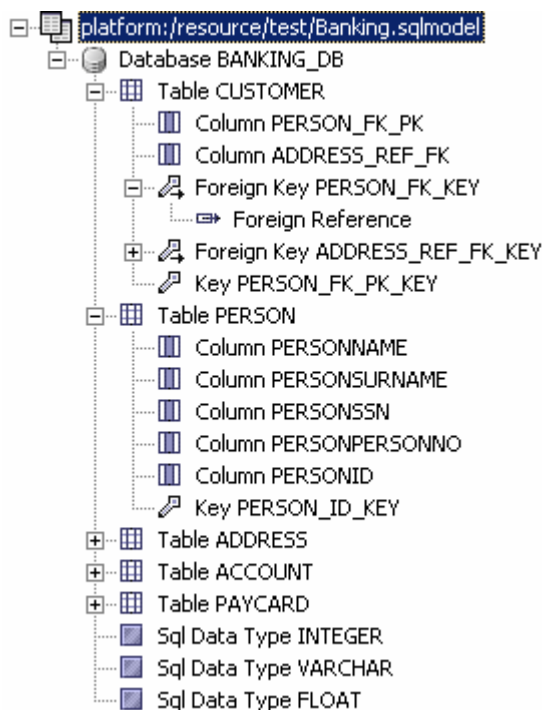 platform:/resource/test/Banking.sqlmodel
Database BANKING_DB
Table CUSTOMER
Column PERSON_FK_PK
Column ADDRESS_REF_FK
Foreign Key PERSON_FK_KEY
Foreign Reference
Foreign Key ADDRESS_REF_FK_KEY
Key PERSON_FK_PK_KEY
Table PERSON
Column PERSONNAME
Column PERSONSURNAME
Column PERSONSSN
Column PERSONPERSONNO
Column PERSONID
Key PERSON_ID_KEY
Table ADDRESS
Table ACCOUNT
Table PAYCARD
Sql Data Type INTEGER
Sql Data Type VARCHAR
Sql Data Type FLOAT